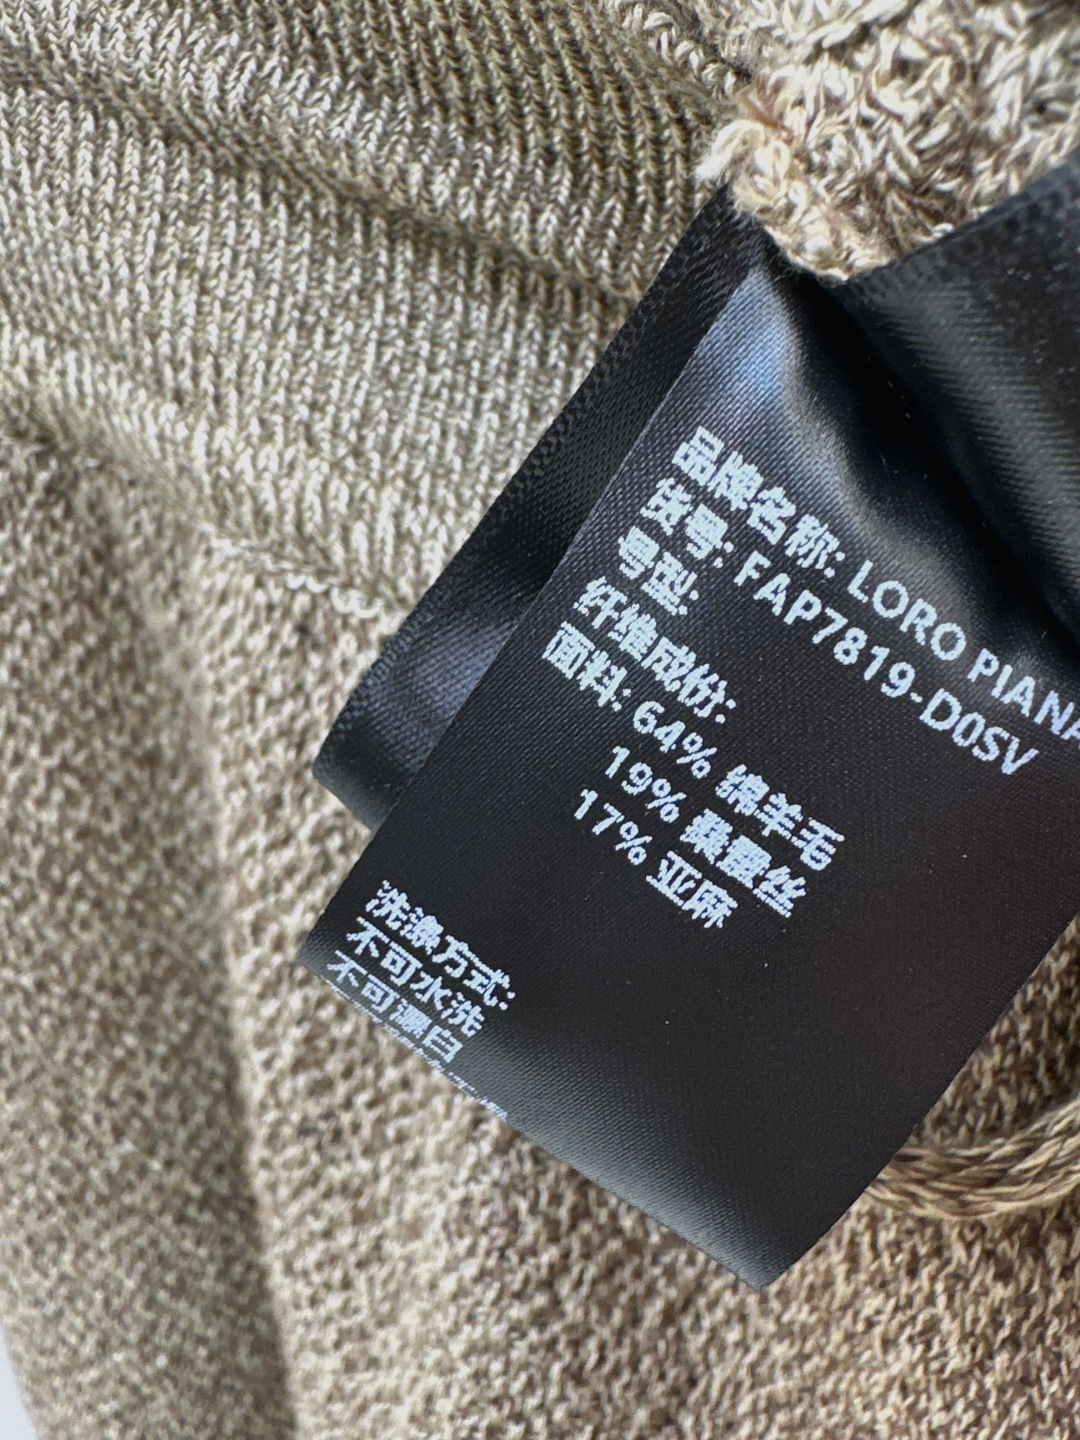 品牌名称: LORO PIANA
货号: FAP7819-D0SV
号型:
纤维成份:
面料: 64% 绵羊毛
19% 桑蚕丝
17% 亚麻
洗涤方式:
不可水洗
不可漂白